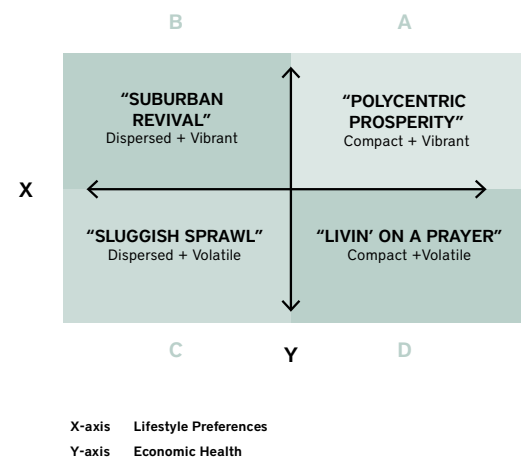 B
A
“SUBURBAN
REVIVAL”
Dispersed + Vibrant
“POLYCENTRIC
PROSPERITY”
Compact + Vibrant
X
“SLUGGISH SPRAWL”
Dispersed + Volatile
“LIVIN’ ON A PRAYER”
Compact +Volatile
C
Y
D
X-axis Lifestyle Preferences
Y-axis Economic Health